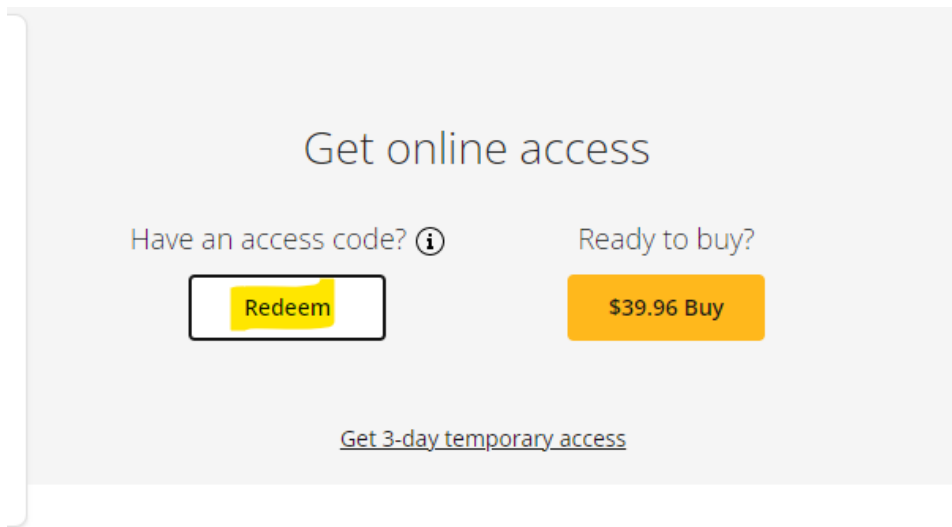 Get online access
Have an access code?
Ready to buy?
Redeem
$39.96 Buy
Get 3-day temporary access